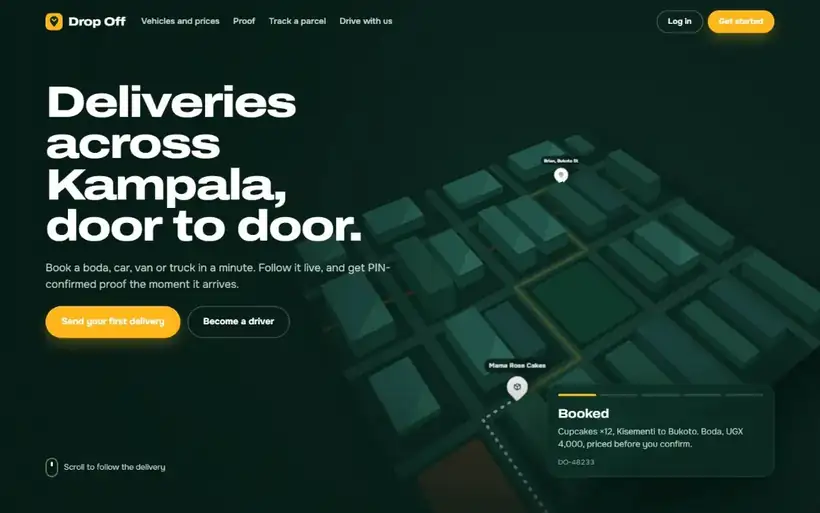 Drop Off
Vehicles and prices
Proof
Track a parcel
Drive with us
Log in
Get started
Deliveries
across
Kampala,
door to door.
Book a boda, car, van or truck in a minute. Follow it live, and get PIN-
confirmed proof the moment it arrives.
Send your first delivery
Become a driver
Brian, Bukoto St
Mama Ross Cakes
Booked
Cupcakes ×12, Kisementi to Bukoto. Boda, UGX
4,000, priced before you confirm.
DO-48233
Scroll to follow the delivery